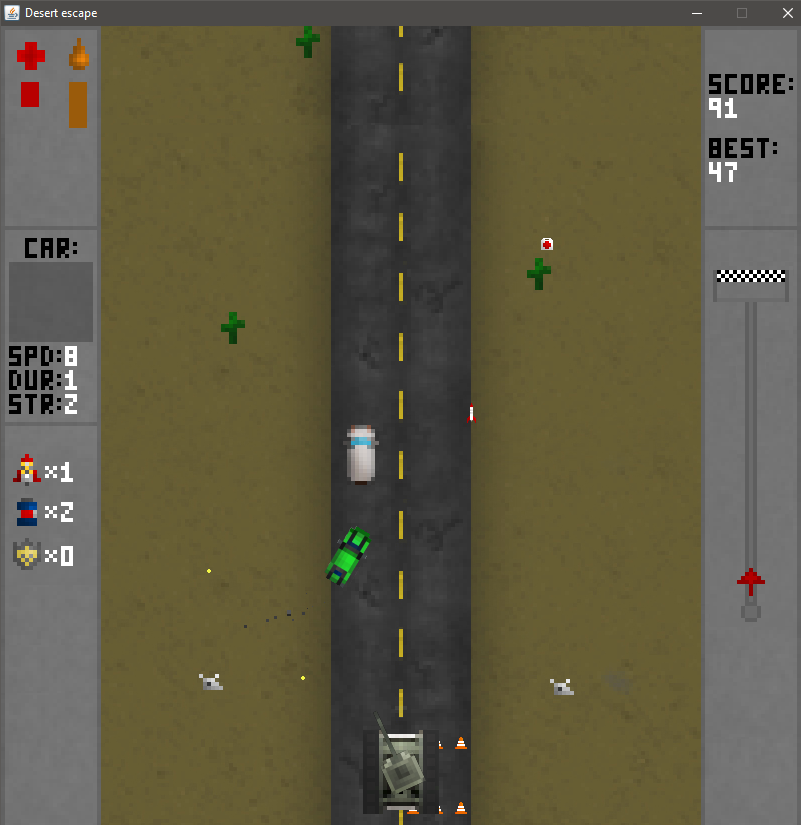 Desert escape
SCORE:
91
BEST:
47
CAR:
SPD:8
DUR:1
STR:2
×1
×2
×0